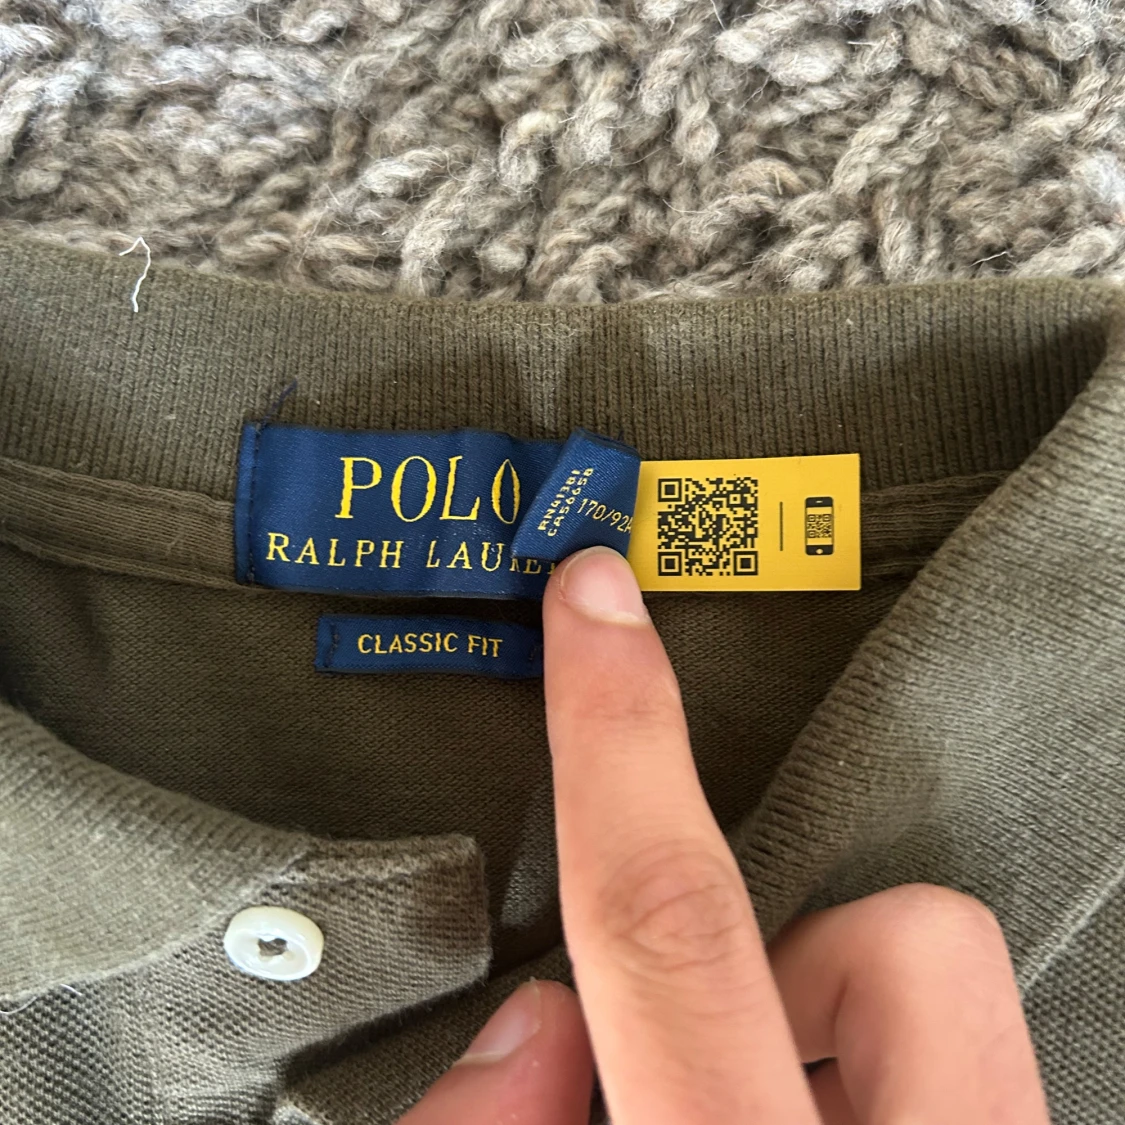 POLO
RALPH LAUREN
RN41381
CA56658
170/92A
CLASSIC FIT